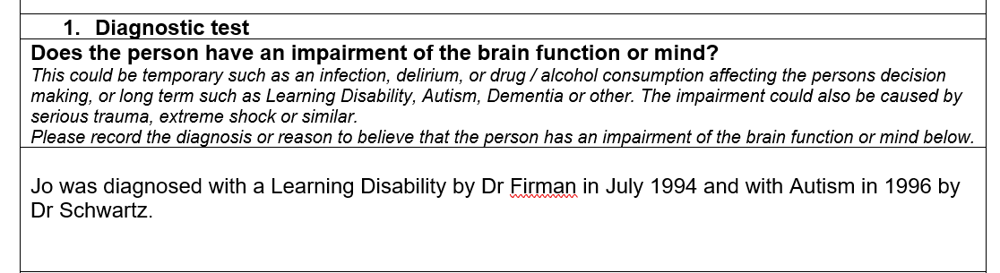 1. Diagnostic test
Does the person have an impairment of the brain function or mind?
This could be temporary such as an infection, delirium, or drug / alcohol consumption affecting the persons decision
making, or long term such as Learning Disability, Autism, Dementia or other. The impairment could also be caused by
serious trauma, extreme shock or similar.
Please record the diagnosis or reason to believe that the person has an impairment of the brain function or mind below.
Jo was diagnosed with a Learning Disability by Dr Firman in July 1994 and with Autism in 1996 by
Dr Schwartz.